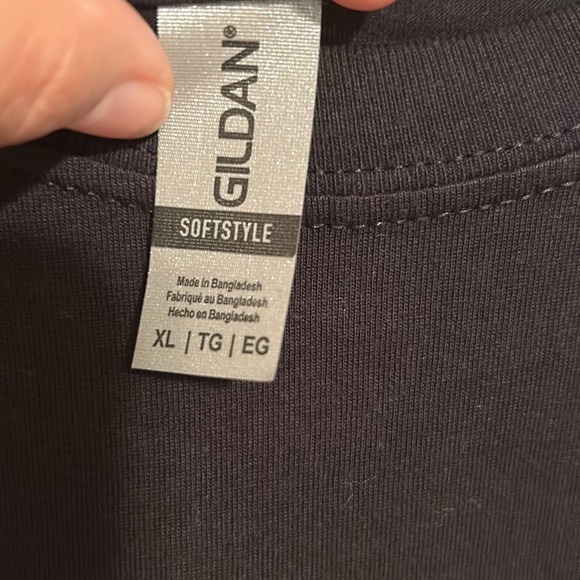 GILDAN®
SOFTSTYLE
Made in Bangladesh
Fabriqué au Bangladesh
Hecho en Bangladesh
XL | TG | EG